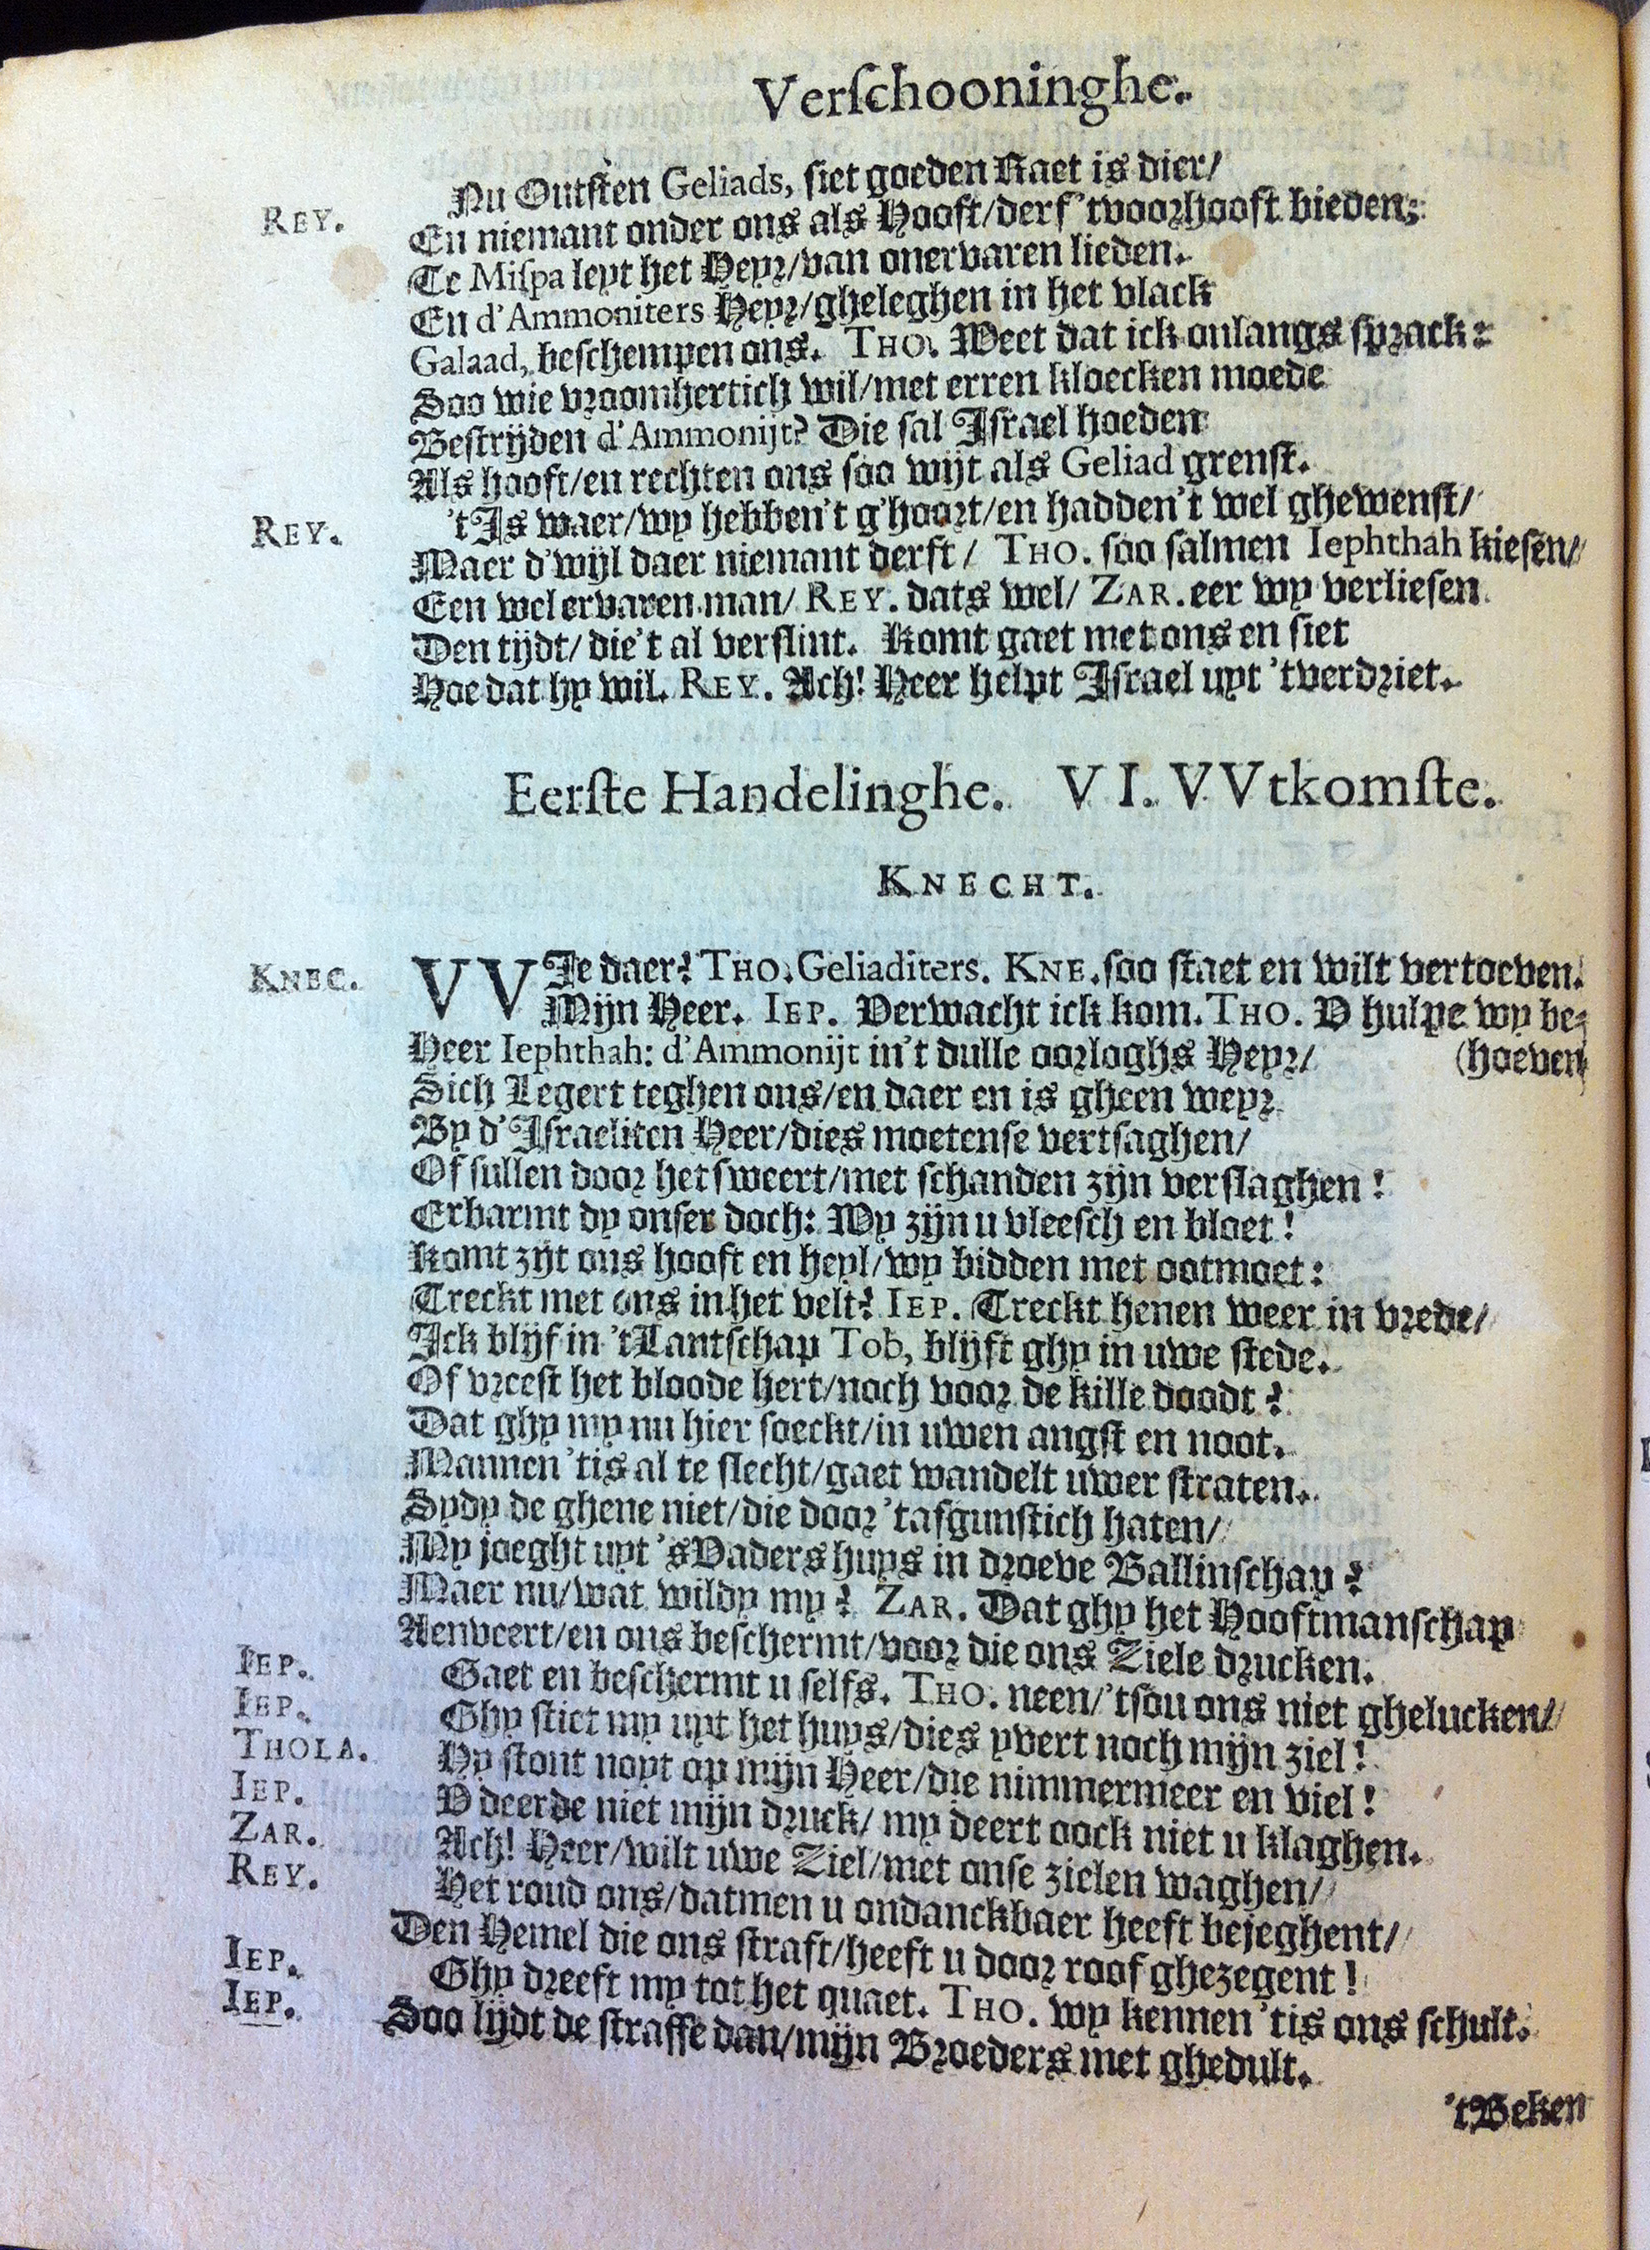 Verschooninghe.
Nu Outsten Geliads, siet goeden Raet is dier/
REY. En niemant onder ons als Hooft/derf 'tvoorhooft bieden;
Te Mispa leyt het Heyr/van onervaren lieden.
En d'Ammoniters Heyr/gheleghen in het vlack
Galaad, beschempen ons. THO. Weet dat ick onlangs sprack:
Soo wie vroomhertich wil/met erren kloecken moede
Bestrijden d'Ammonijt? Die sal Israel hoeden
Als hooft/en rechten ons soo wijt als Geliad grenst.
REY. 'tIs waer/wy hebben't g'hoort/en hadden't wel ghewenst/
Maer d'wijl daer niemant derft/ THO. soo salmen Iephthah kiesen/
Een wel ervaren man/ REY. dats wel/ ZAR. eer wy verliesen
Den tijdt/ die't al verslint. Komt gaet met ons en siet
Hoe dat hy wil. REY. Ach! Heer helpt Israel uyt 'tverdriet.
Eerste Handelinghe. VI. VVtkomste.
KNECHT.
KNEC. VVIe daer? THO. Geliaditers. KNE. soo staet en wilt vertoeven.
Mijn Heer. IEP. Verwacht ick kom. THO. V hulpe wy be-
Heer Iephthah: d'Ammonijt in't dulle oorloghs Heyr/ (hoeven
Sich Legert teghen ons/en daer en is gheen weyr
By d'Israeliten Heer/dies moetense vertsaghen/
Of sullen door het sweert/met schanden zijn verslaghen!
Erbarmt dy onser doch: Wy zijn u vleesch en bloet!
Komt zijt ons hooft en heyl/wy bidden met ootmoet:
Treckt met ons in het velt? IEP. Treckt henen weer in vrede/
Ick blijf in 'tLantschap Tob, blijft ghy in uwe stede.
Of vreest het bloode hert/noch voor de kille doodt?
Dat ghy my nu hier soeckt/in uwen angst en noot.
Mannen 'tis al te slecht/gaet wandelt uwer straten.
Sydy de ghene niet/die door 'tafgunstich haten/
My joeght uyt 'sVaders huys in droeve Ballinschap?
Maer nu/wat wildy my? ZAR. Dat ghy het Hooftmanschap
Aenveert/en ons beschermt/voor die ons Ziele drucken.
IEP. Gaet en beschermt u selfs. THO. neen/'tsou ons niet ghelucken/
IEP. Ghy stiet my uyt het huys/dies yvert noch mijn ziel!
THOLA. Hy stont noyt op mijn Heer/die nimmermeer en viel!
IEP. V deerde niet mijn druck/ my deert oock niet u klaghen.
ZAR. Ach! Heer/wilt uwe Ziel/met onse zielen waghen/
REY. Het roud ons/datmen u ondanckbaer heeft bejeghent/
Den Hemel die ons straft/heeft u door roof ghezegent!
IEP. Ghy dreeft my tot het quaet. THO. wy kennen 'tis ons schult.
IEP. Soo lijdt de straffe dan/mijn Broeders met ghedult.
'tBeken